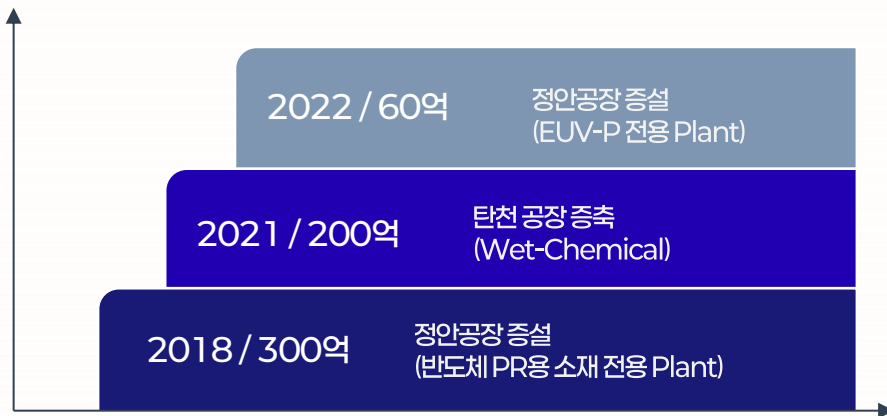 2022 / 60억
정안공장 증설
(EUV-P 전용 Plant)
2021 / 200억
탄천 공장 증축
(Wet-Chemical)
2018 / 300억
정안공장 증설
(반도체 PR용 소재 전용 Plant)